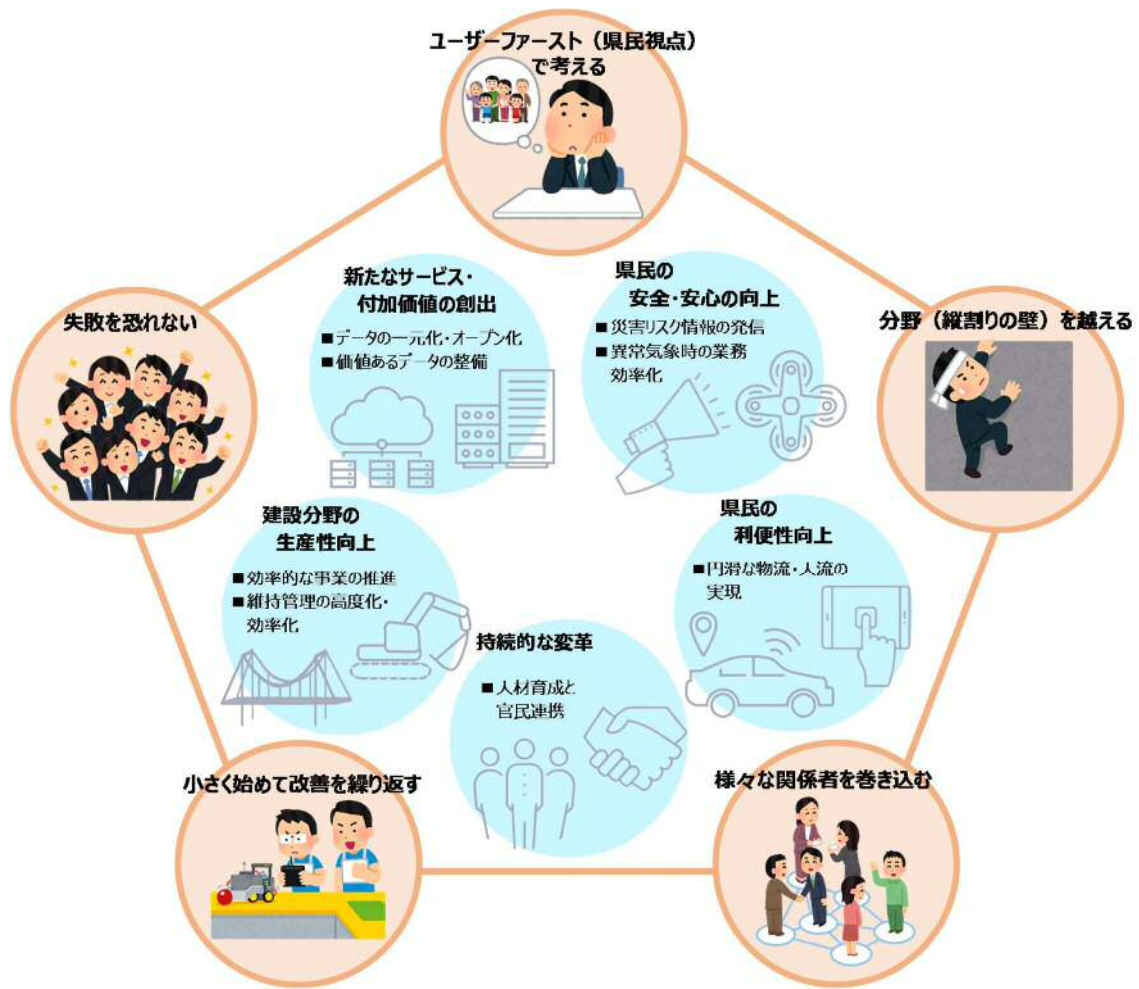 ユーザーファースト（県民視点）
で考える
失敗を恐れない
分野（縦割りの壁）を越える
新たなサービス・
付加価値の創出
■データの一元化・オープン化
■価値あるデータの整備
県民の
安全・安心の向上
■災害リスク情報の発信
■異常気象時の業務
効率化
建設分野の
生産性向上
■効率的な事業の推進
■維持管理の高度化・
効率化
県民の
利便性向上
■円滑な物流・人流の
実現
持続的な変革
■人材育成と
官民連携
小さく始めて改善を繰り返す
様々な関係者を巻き込む